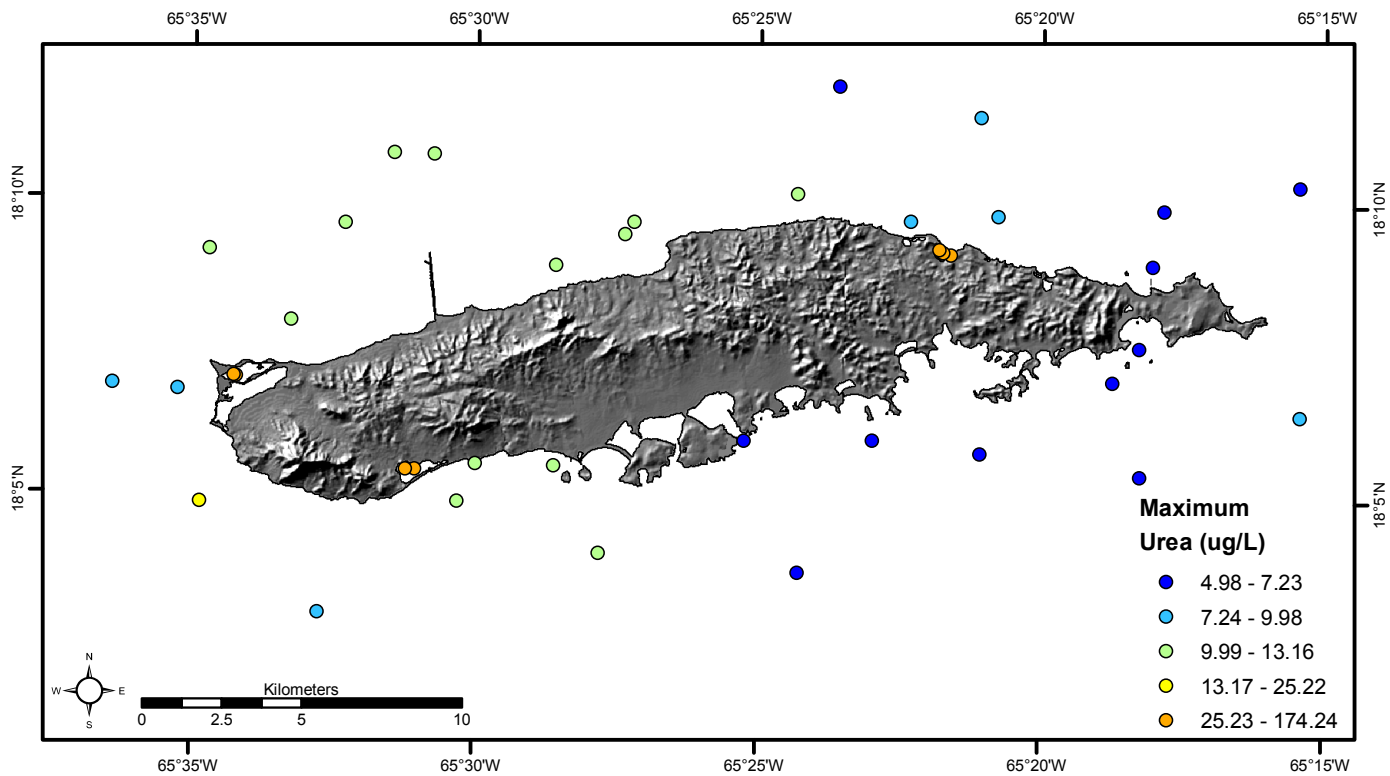 65°35'W 65°30'W 65°25'W 65°20'W 65°15'W
18°10'N
18°10'N
18°5'N
18°5'N
Maximum
Urea (ug/L)
4.98 - 7.23
7.24 - 9.98
9.99 - 13.16
13.17 - 25.22
25.23 - 174.24
N
W E
S
Kilometers
0 2.5 5 10
65°35'W 65°30'W 65°25'W 65°20'W 65°15'W